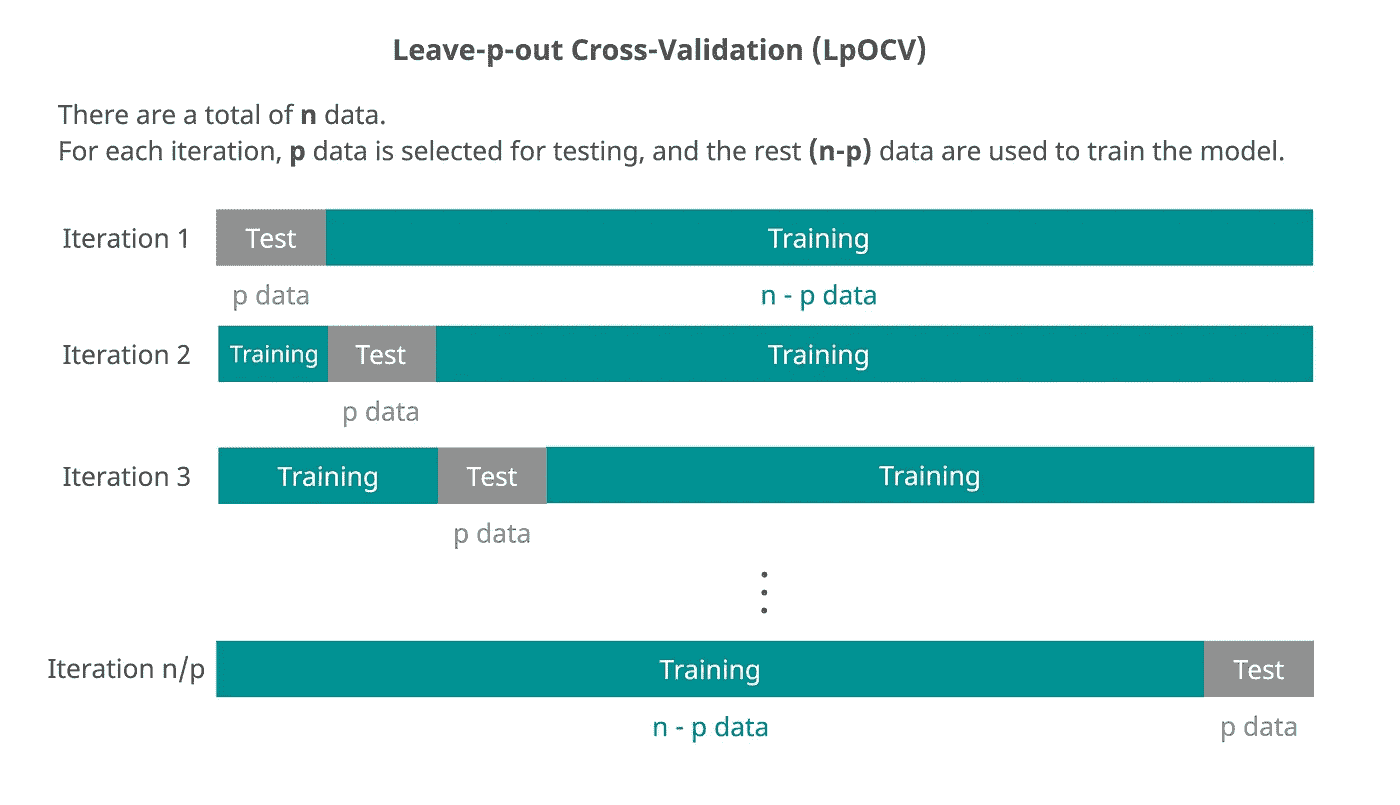 Leave-p-out Cross-Validation (LpOCV)
There are a total of n data.
For each iteration, p data is selected for testing, and the rest (n-p) data are used to train the model.
Iteration 1 Test Training
p data n - p data
Iteration 2 Training Test Training
p data
Iteration 3 Training Test Training
p data
Iteration n/p Training Test
n - p data p data